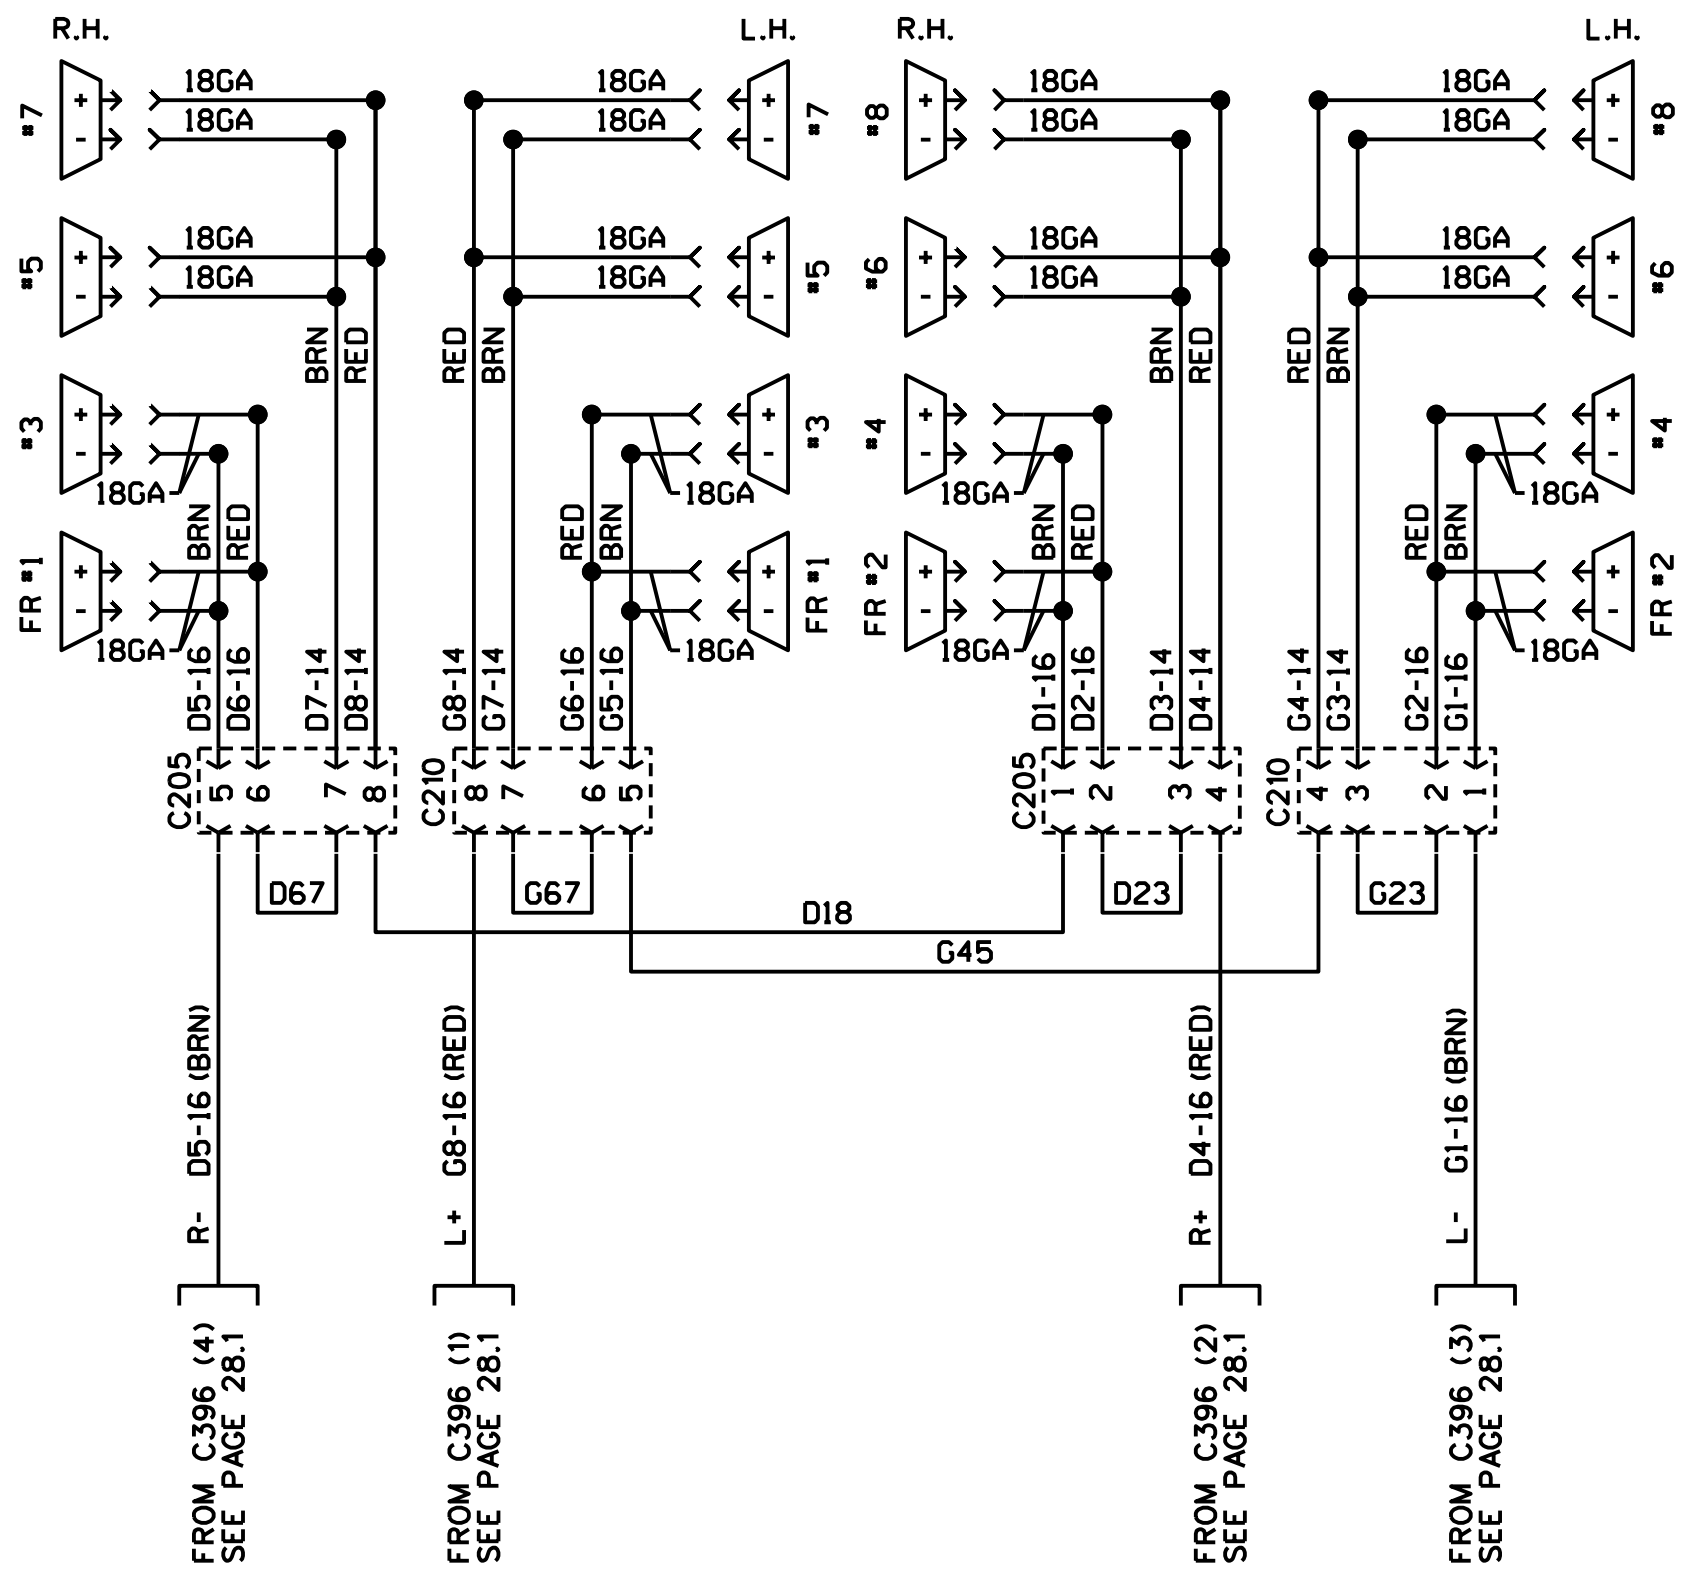 R.H. L.H. R.H. L.H.
18GA 18GA 18GA 18GA
+ + + +
#7 #7 #8 #8
18GA 18GA 18GA 18GA
- - - -
18GA 18GA 18GA 18GA
+ + + +
#5 #5 #6 #6
18GA 18GA 18GA 18GA
- - - -
BRN RED RED BRN BRN RED RED BRN
+ + + +
#3 #3 #4 #4
- - - -
18GA 18GA 18GA 18GA
BRN RED RED BRN BRN RED RED BRN
+ + + +
FR #1 FR #1 FR #2 FR #2
- - - -
18GA 18GA 18GA 18GA
D5-16 D6-16 D7-14 D8-14 G8-14 G7-14 G6-16 G5-16 D1-16 D2-16 D3-14 D4-14 G4-14 G3-14 G2-16 G1-16
C205 5 6 7 8 C210 8 7 6 5 C205 1 2 3 4 C210 4 3 2 1
D67 G67 D23 G23
D18
G45
R- D5-16 (BRN)
L+ G8-16 (RED)
R+ D4-16 (RED)
L- G1-16 (BRN)
FROM C396 (4)
SEE PAGE 28.1
FROM C396 (1)
SEE PAGE 28.1
FROM C396 (2)
SEE PAGE 28.1
FROM C396 (3)
SEE PAGE 28.1